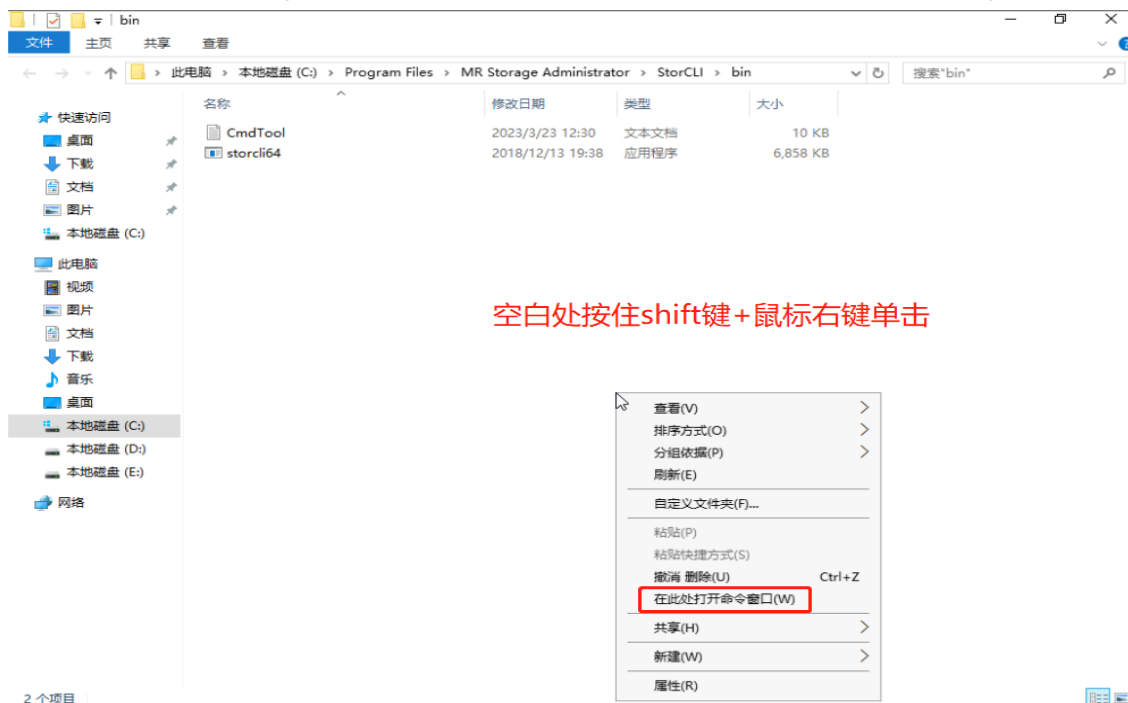 bin
文件 主页 共享 查看
此电脑 › 本地磁盘 (C:) › Program Files › MR Storage Administrator › StorCLI › bin 搜索"bin"
快速访问
桌面
下载
文档
图片
本地磁盘 (C:)
此电脑
视频
图片
文档
下载
音乐
桌面
本地磁盘 (C:)
本地磁盘 (D:)
本地磁盘 (E:)
网络
名称 修改日期 类型 大小
CmdTool 2023/3/23 12:30 文本文档 10 KB
storcli64 2018/12/13 19:38 应用程序 6,858 KB
空白处按住shift键+鼠标右键单击
查看(V)
排序方式(O)
分组依据(P)
刷新(E)
自定义文件夹(F)...
粘贴(P)
粘贴快捷方式(S)
撤消 删除(U) Ctrl+Z
在此处打开命令窗口(W)
共享(H)
新建(W)
属性(R)
2 个项目